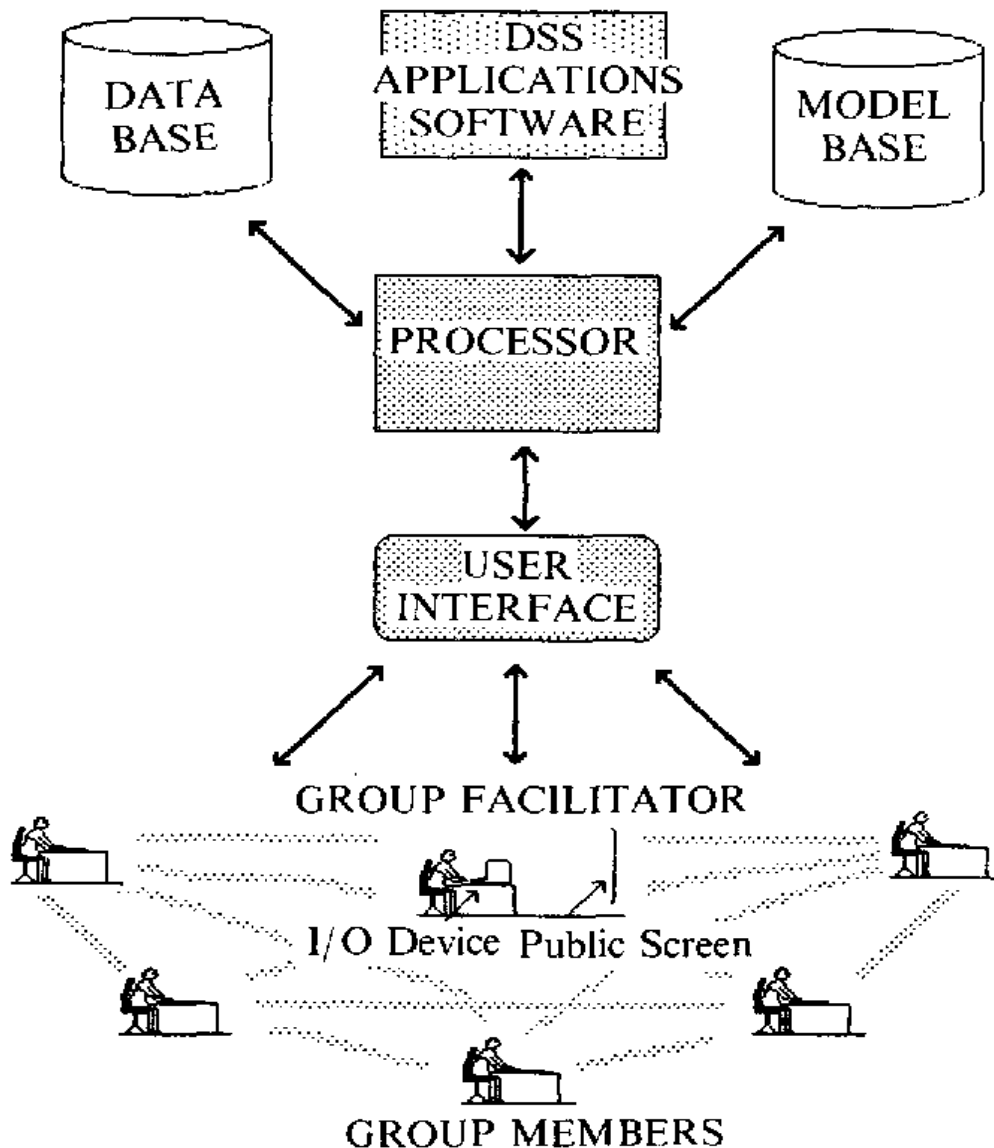 DATA
BASE
DSS
APPLICATIONS
SOFTWARE
MODEL
BASE
PROCESSOR
USER
INTERFACE
GROUP FACILITATOR
I/O Device
Public Screen
GROUP MEMBERS